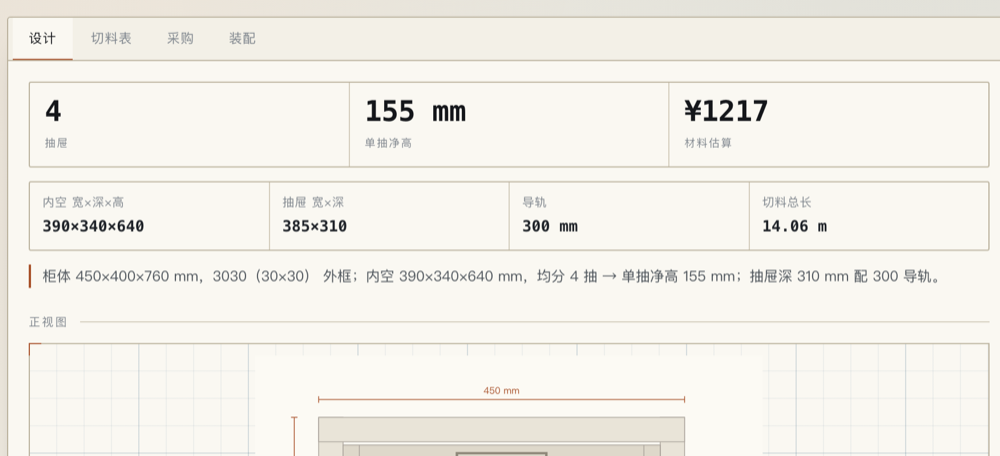 设计 切料表 采购 装配
4 155 mm ¥1217
抽屉 单抽净高 材料估算
内空 宽×深×高 抽屉 宽×深 导轨 切料总长
390×340×640 385×310 300 mm 14.06 m
柜体 450×400×760 mm，3030（30×30） 外框；内空 390×340×640 mm，均分 4 抽 → 单抽净高 155 mm；抽屉深 310 mm 配 300 导轨。
正视图
450 mm